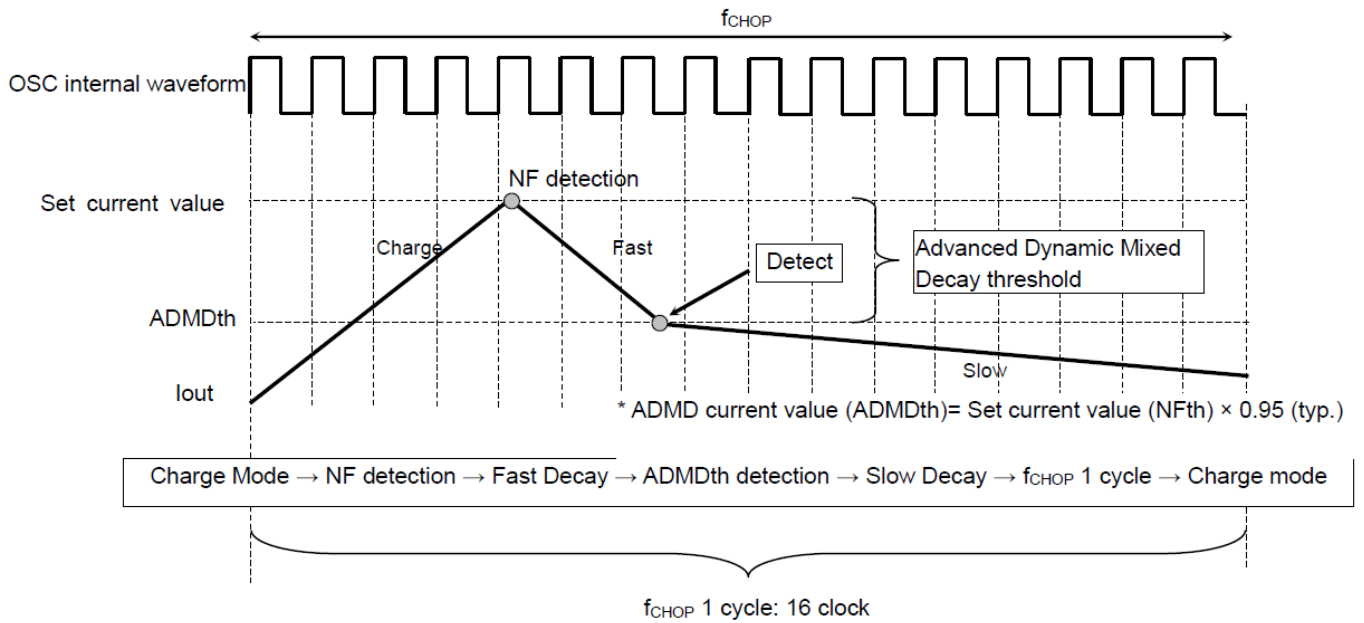 fCHOP
OSC internal waveform
NF detection
Set current value
Charge
Fast
Detect
Advanced Dynamic Mixed
Decay threshold
ADMDth
Slow
Iout
* ADMD current value (ADMDth)= Set current value (NFth) × 0.95 (typ.)
Charge Mode → NF detection → Fast Decay → ADMDth detection → Slow Decay → fCHOP 1 cycle → Charge mode
fCHOP 1 cycle: 16 clock